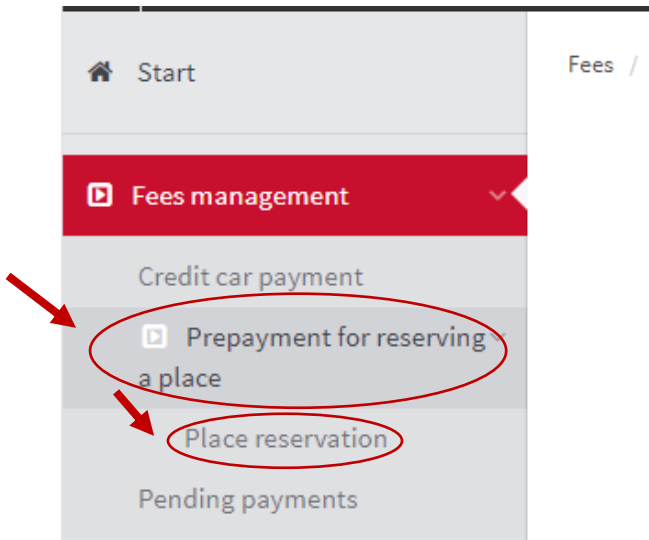 Start
Fees /
Fees management
Credit car payment
Prepayment for reserving
a place
Place reservation
Pending payments